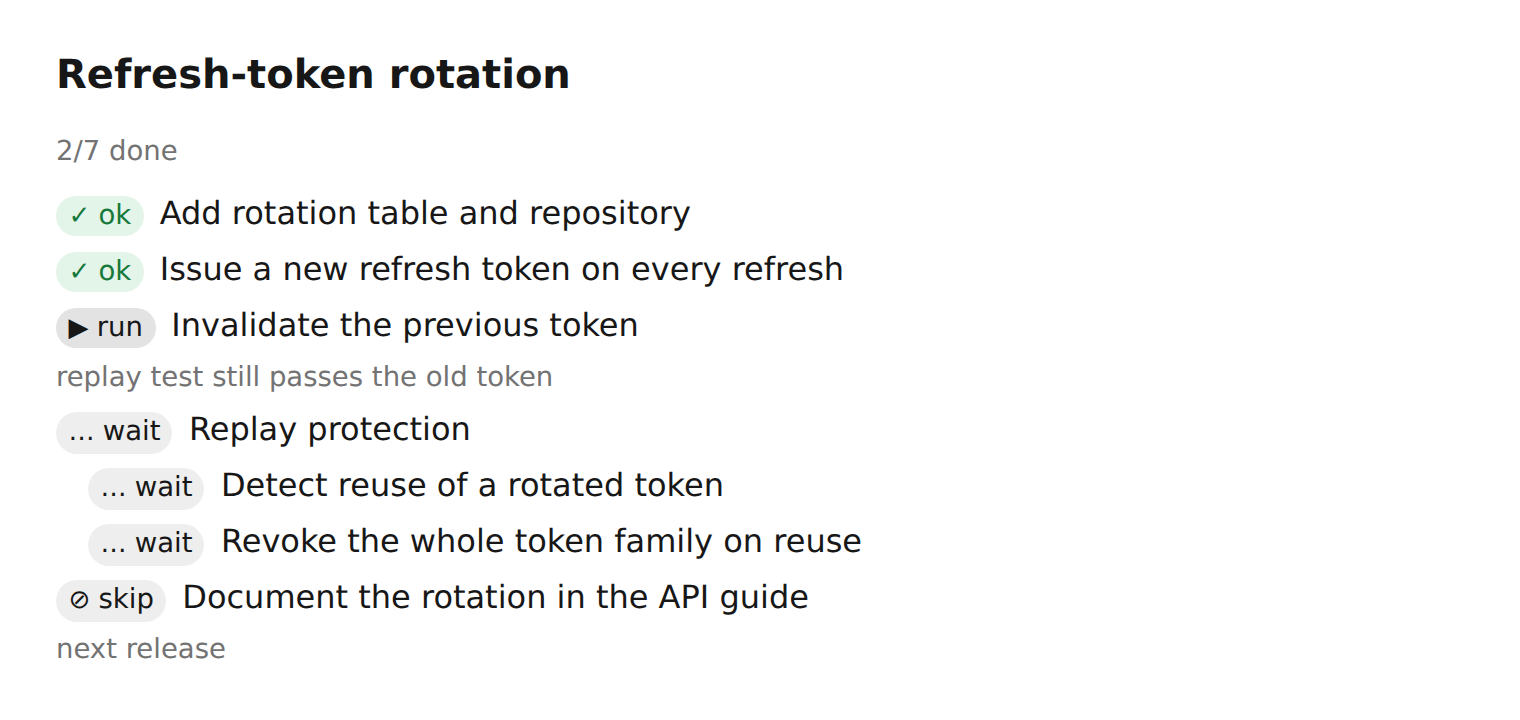 Refresh-token rotation
2/7 done
✓ ok Add rotation table and repository
✓ ok Issue a new refresh token on every refresh
▶ run Invalidate the previous token
replay test still passes the old token
… wait Replay protection
… wait Detect reuse of a rotated token
… wait Revoke the whole token family on reuse
⊘ skip Document the rotation in the API guide
next release